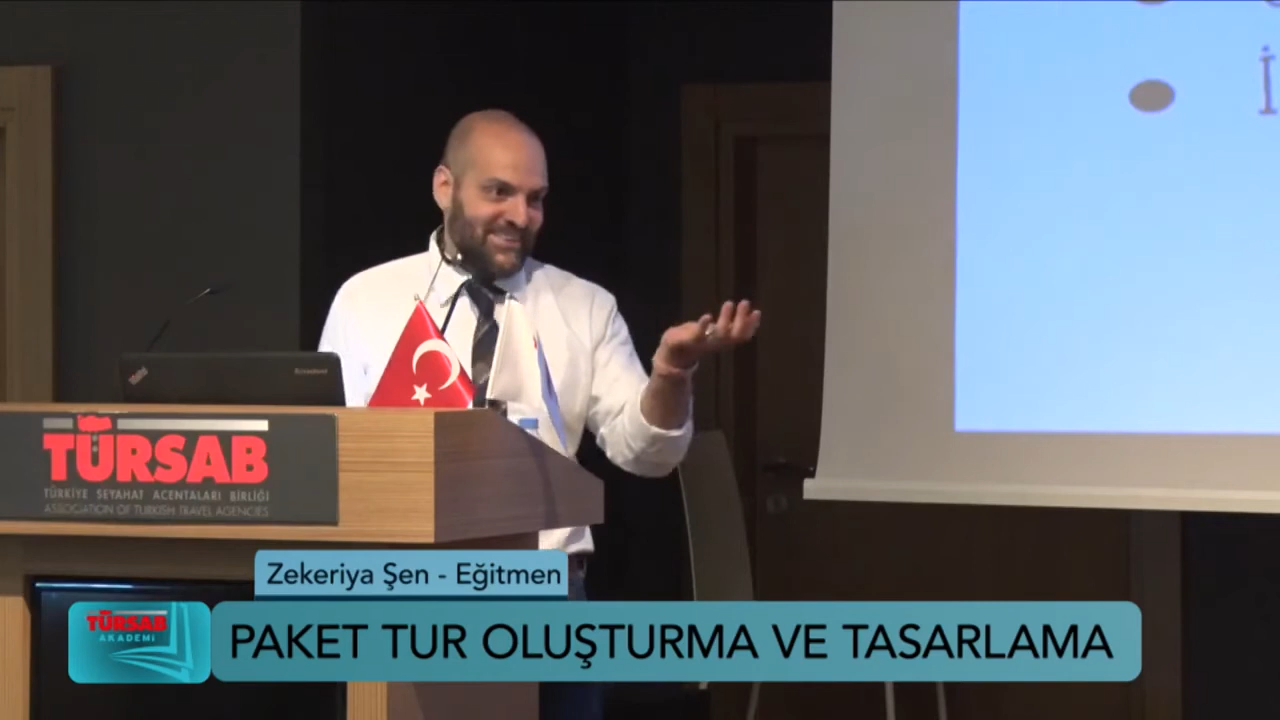 İ
TÜRSAB
TÜRKİYE SEYAHAT ACENTALARI BİRLİĞİ
ASSOCIATION OF TURKISH TRAVEL AGENCIES
Zekeriya Şen - Eğitmen
TÜRSAB
AKADEMİ
PAKET TUR OLUŞTURMA VE TASARLAMA